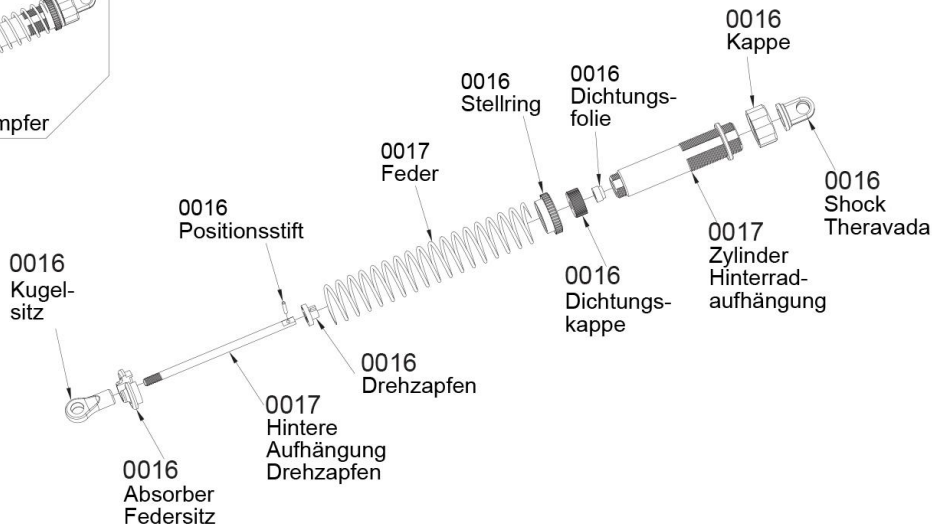 0016
Kappe
0016
Stellring
0016
Dichtungs-
folie
mpfer
0017
Feder
0016
Shock
Theravada
0016
Positionsstift
0017
Zylinder
Hinterrad-
aufhängung
0016
Kugel-
sitz
0016
Dichtungs-
kappe
0016
Drehzapfen
0017
Hintere
Aufhängung
Drehzapfen
0016
Absorber
Federsitz